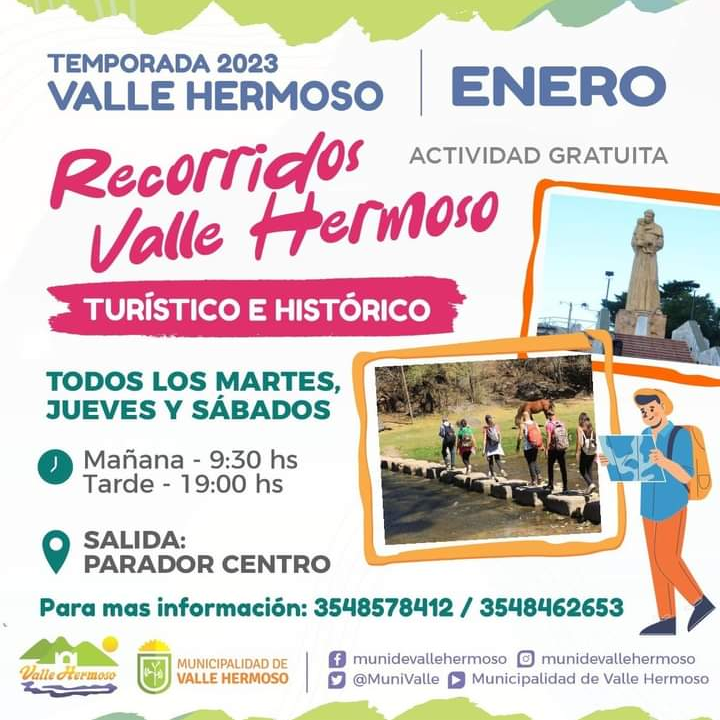 TEMPORADA 2023
VALLE HERMOSO
ENERO
ACTIVIDAD GRATUITA
Recorridos
Valle Hermoso
TURÍSTICO E HISTÓRICO
TODOS LOS MARTES,
JUEVES Y SÁBADOS
Mañana - 9:30 hs
Tarde - 19:00 hs
SALIDA:
PARADOR CENTRO
Para mas información: 3548578412 / 3548462653
Valle Hermoso
MUNICIPALIDAD DE
VALLE HERMOSO
munidevallehermoso munidevallehermoso
@MuniValle Municipalidad de Valle Hermoso